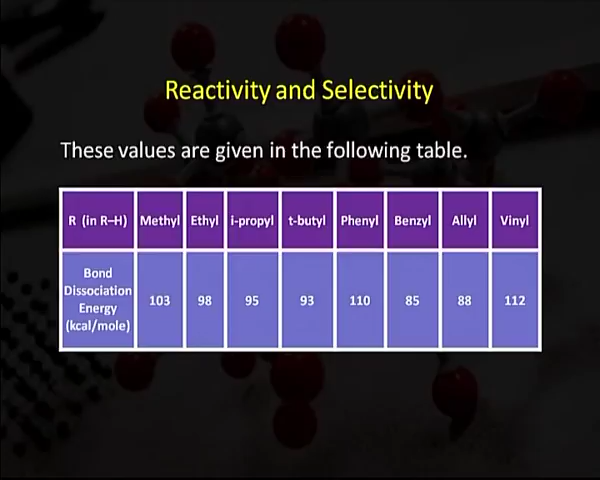 Reactivity and Selectivity
These values are given in the following table.
R (in R–H) Methyl Ethyl i-propyl t-butyl Phenyl Benzyl Allyl Vinyl
Bond
Dissociation
Energy
(kcal/mole) 103 98 95 93 110 85 88 112